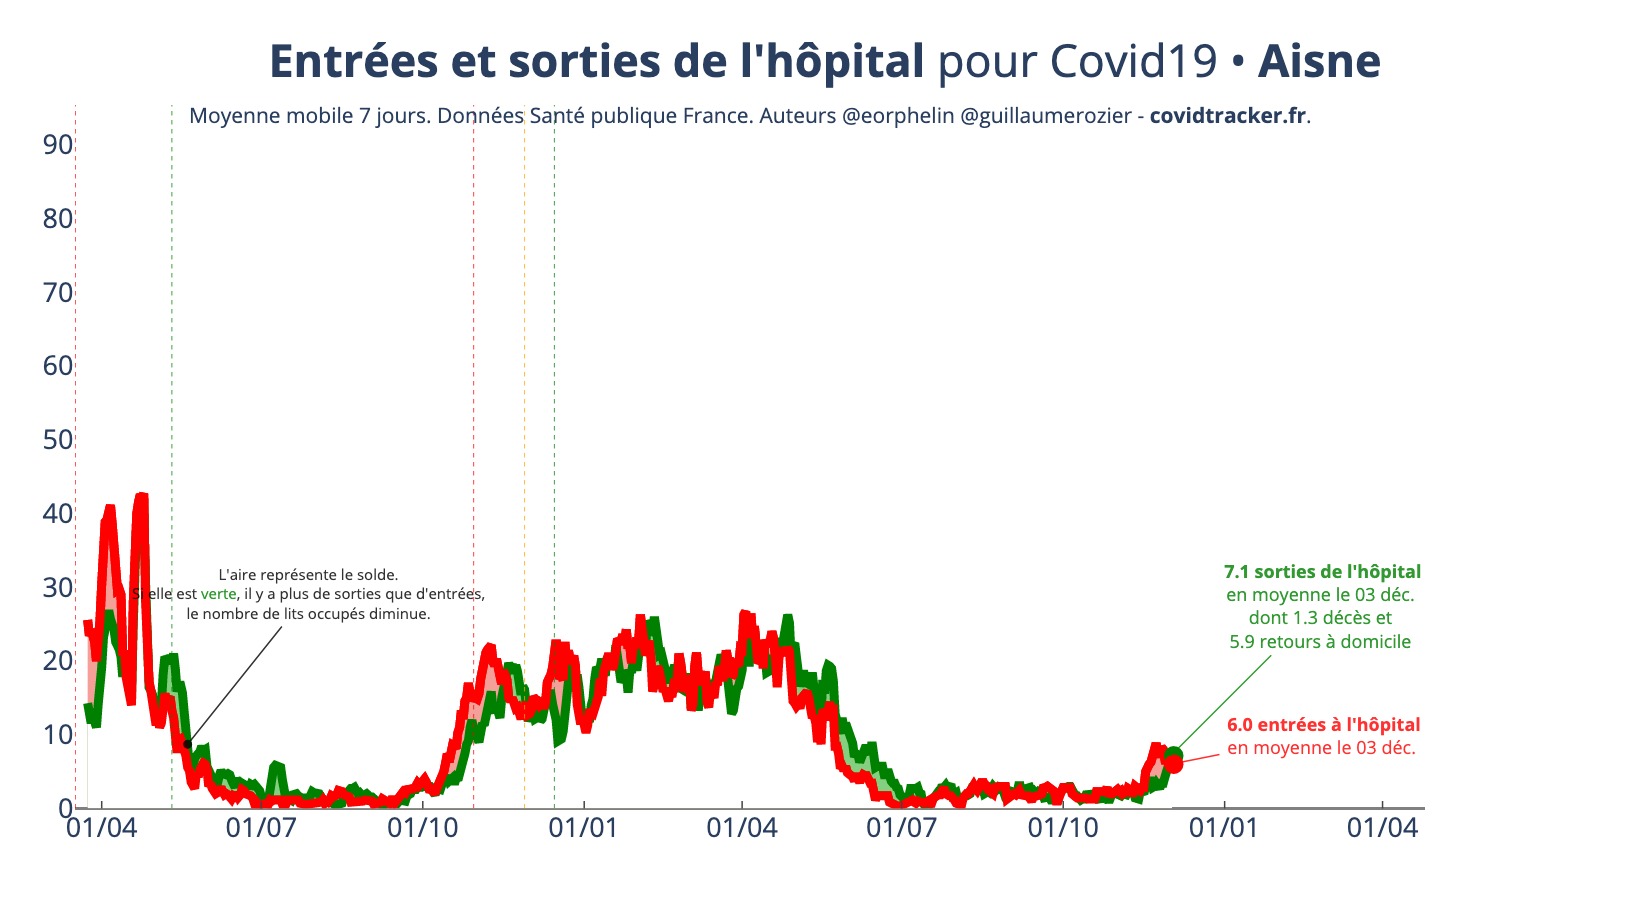 Entrées et sorties de l'hôpital pour Covid19 • Aisne
Moyenne mobile 7 jours. Données Santé publique France. Auteurs @eorphelin @guillaumerozier - covidtracker.fr.
90
80
70
60
50
40
30
20
10
0
L'aire représente le solde.
Si elle est verte, il y a plus de sorties que d'entrées,
le nombre de lits occupés diminue.
7.1 sorties de l'hôpital
en moyenne le 03 déc.
dont 1.3 décès et
5.9 retours à domicile
6.0 entrées à l'hôpital
en moyenne le 03 déc.
01/04 01/07 01/10 01/01 01/04 01/07 01/10 01/01 01/04